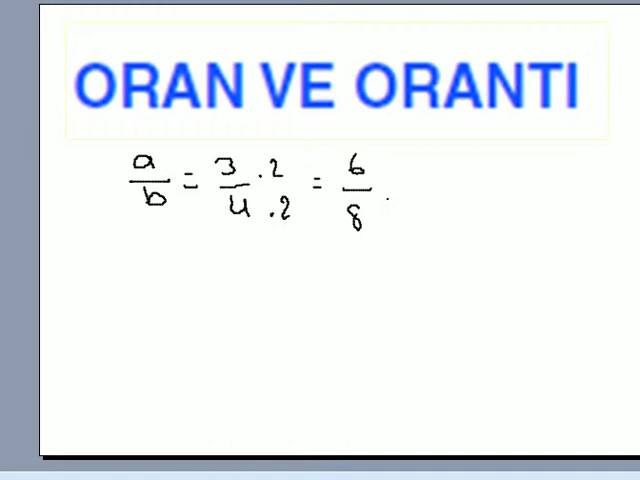 ORAN VE ORANTI
a/b = 3/4 .2/.2 = 6/8 .